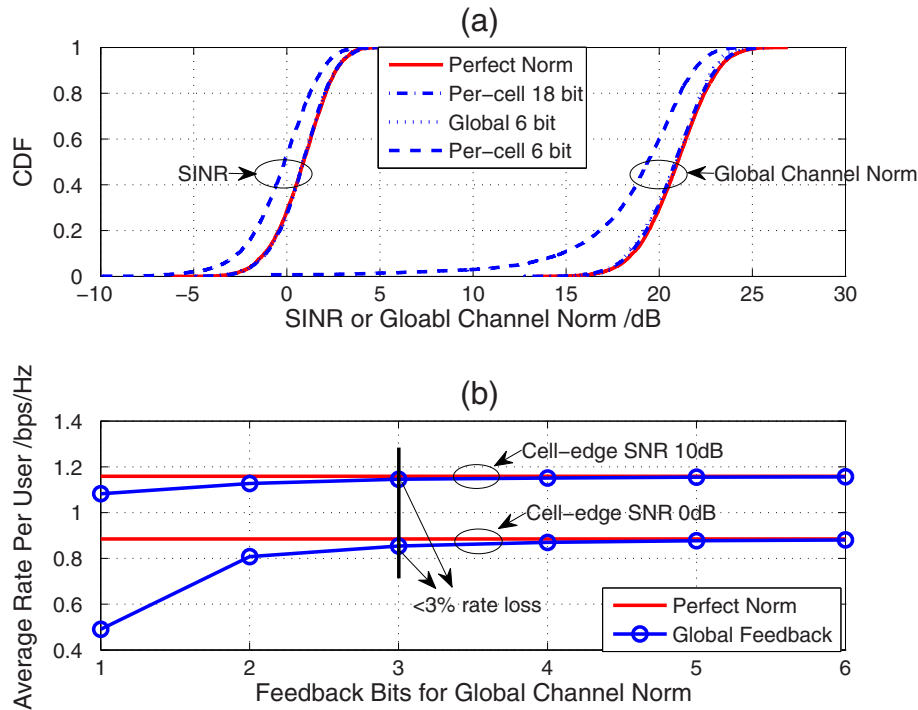 (a)
CDF
1
0.8
0.6
0.4
0.2
0
Perfect Norm
Per-cell 18 bit
Global 6 bit
Per-cell 6 bit
SINR
Global Channel Norm
−10
−5
0
5
10
15
20
25
30
SINR or Gloabl Channel Norm /dB
(b)
Average Rate Per User /bps/Hz
1.4
1.2
1
0.8
0.6
0.4
Cell−edge SNR 10dB
Cell−edge SNR 0dB
<3% rate loss
Perfect Norm
Global Feedback
1
2
3
4
5
6
Feedback Bits for Global Channel Norm